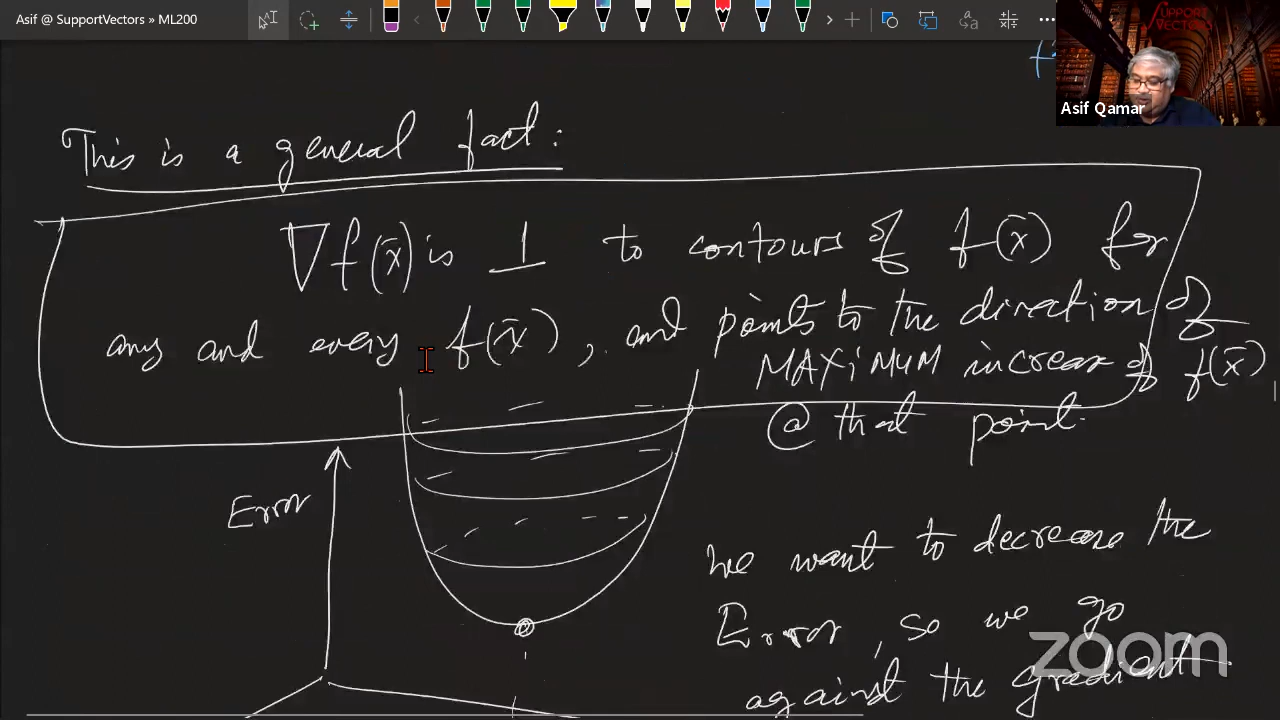 Asif @ SupportVectors » ML200
SUPPORT
VECTORS
Asif Qamar
This is a general fact:
∇f(x̄) is ⊥ to contours of f(x̄) for
any and every f(x̄), and points to the direction of
MAXIMUM increase of f(x̄)
@ that point.
Error
We want to decrease the
Error, so we go
against the gradient
zoom